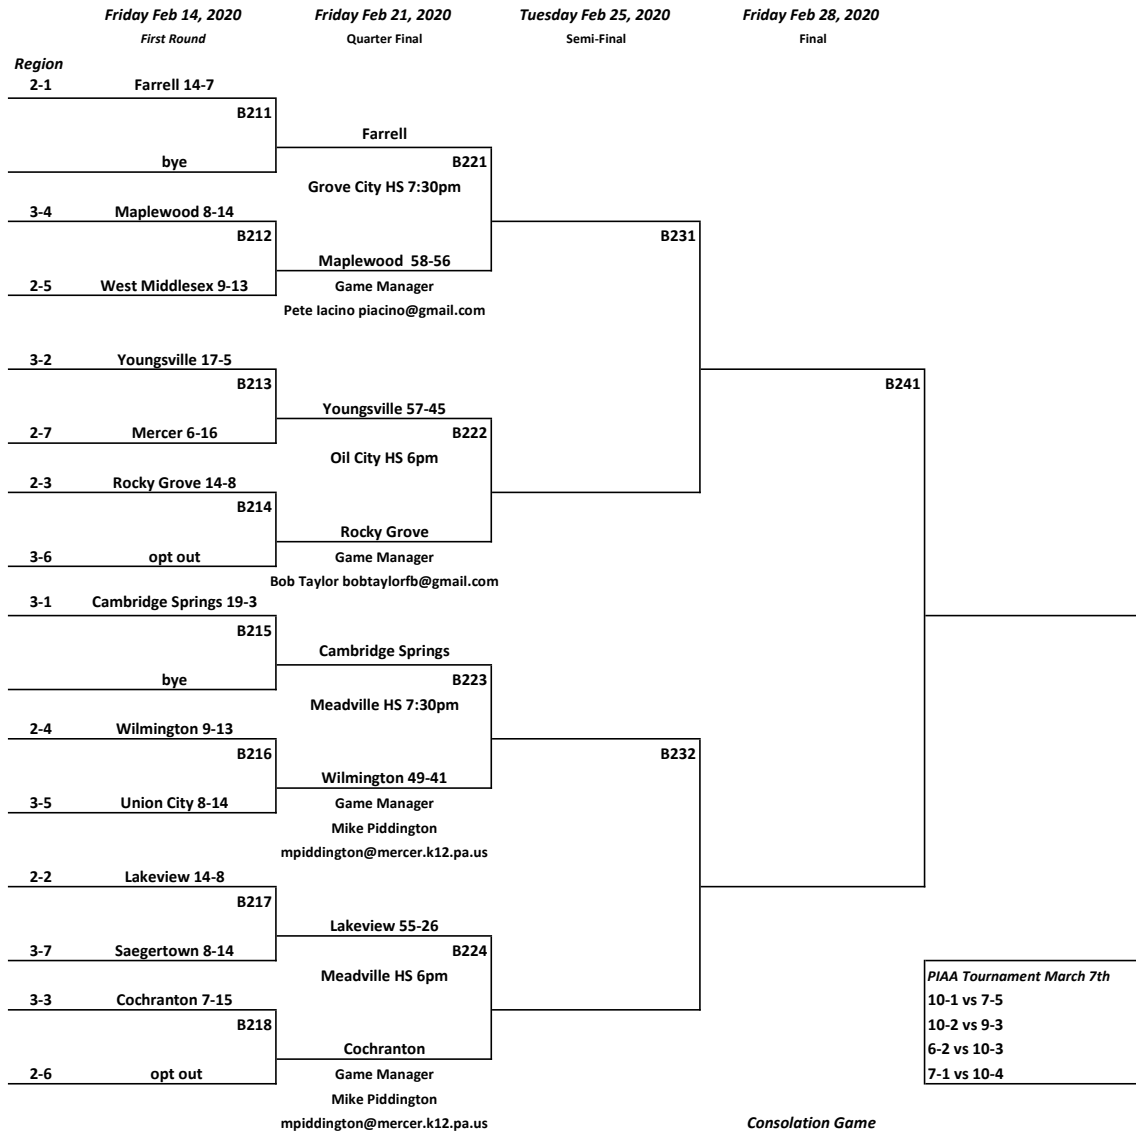 Friday Feb 14, 2020 Friday Feb 21, 2020 Tuesday Feb 25, 2020 Friday Feb 28, 2020
First Round Quarter Final Semi-Final Final
Region
2-1 Farrell 14-7
B211
Farrell
bye B221
Grove City HS 7:30pm
3-4 Maplewood 8-14
B212 B231
Maplewood 58-56
2-5 West Middlesex 9-13 Game Manager
Pete Iacino piacino@gmail.com
3-2 Youngsville 17-5
B213 B241
Youngsville 57-45
2-7 Mercer 6-16 B222
Oil City HS 6pm
2-3 Rocky Grove 14-8
B214
Rocky Grove
3-6 opt out Game Manager
Bob Taylor bobtaylorfb@gmail.com
3-1 Cambridge Springs 19-3
B215
Cambridge Springs
bye B223
Meadville HS 7:30pm
2-4 Wilmington 9-13
B216 B232
Wilmington 49-41
3-5 Union City 8-14 Game Manager
Mike Piddington
mpiddington@mercer.k12.pa.us
2-2 Lakeview 14-8
B217
Lakeview 55-26
3-7 Saegertown 8-14 B224
Meadville HS 6pm PIAA Tournament March 7th
3-3 Cochranton 7-15 10-1 vs 7-5
B218 10-2 vs 9-3
Cochranton 6-2 vs 10-3
2-6 opt out Game Manager 7-1 vs 10-4
Mike Piddington
mpiddington@mercer.k12.pa.us Consolation Game